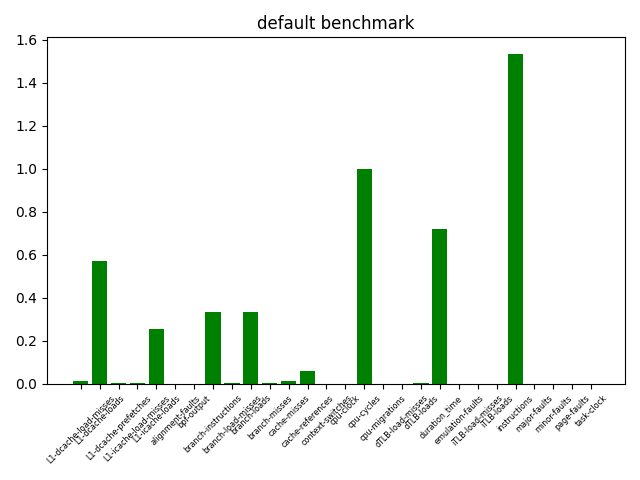 default benchmark
1.6
1.4
1.2
1.0
0.8
0.6
0.4
0.2
0.0
L1-dcache-load-misses
L1-dcache-loads
L1-dcache-prefetches
L1-icache-load-misses
L1-icache-loads
alignment-faults
bpf-output
branch-instructions
branch-load-misses
branch-loads
branch-misses
cache-misses
cache-references
context-switches
cpu-clock
cpu-cycles
cpu-migrations
dTLB-load-misses
dTLB-loads
duration_time
emulation-faults
iTLB-load-misses
iTLB-loads
instructions
major-faults
minor-faults
page-faults
task-clock